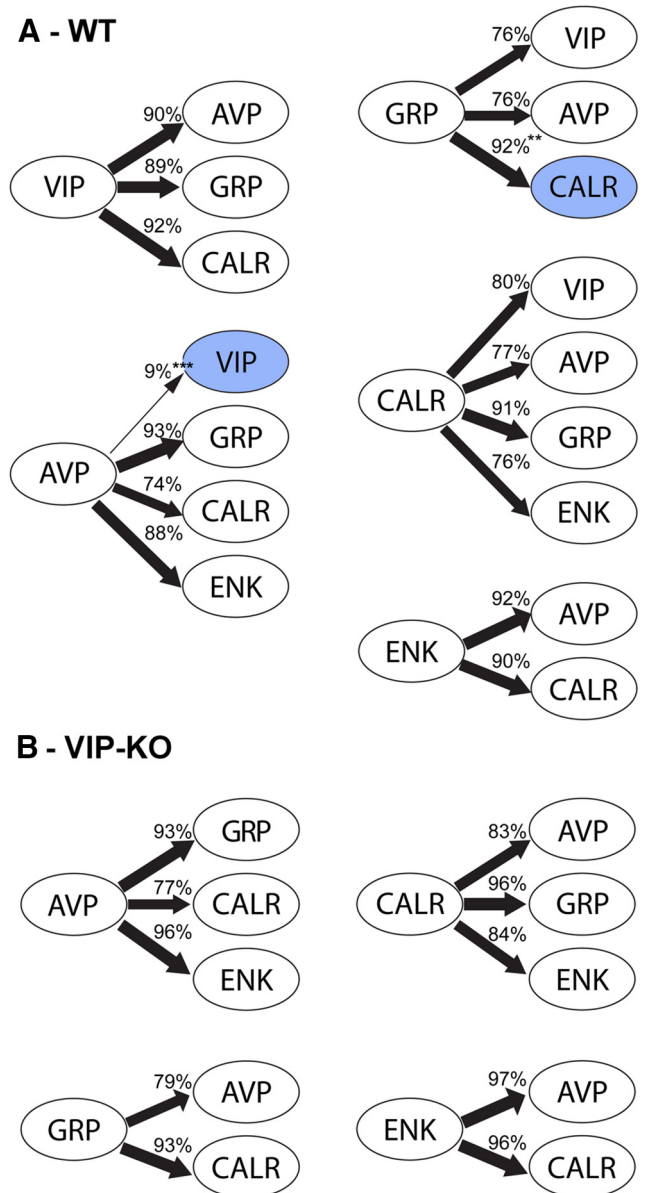 A - WT
VIP
90%
AVP
89%
GRP
92%
CALR
AVP
9%***
VIP
93%
GRP
74%
CALR
88%
ENK
GRP
76%
VIP
76%
AVP
92%**
CALR
CALR
80%
VIP
77%
AVP
91%
GRP
76%
ENK
ENK
92%
AVP
90%
CALR
B - VIP-KO
AVP
93%
GRP
77%
CALR
96%
ENK
CALR
83%
AVP
96%
GRP
84%
ENK
GRP
79%
AVP
93%
CALR
ENK
97%
AVP
96%
CALR